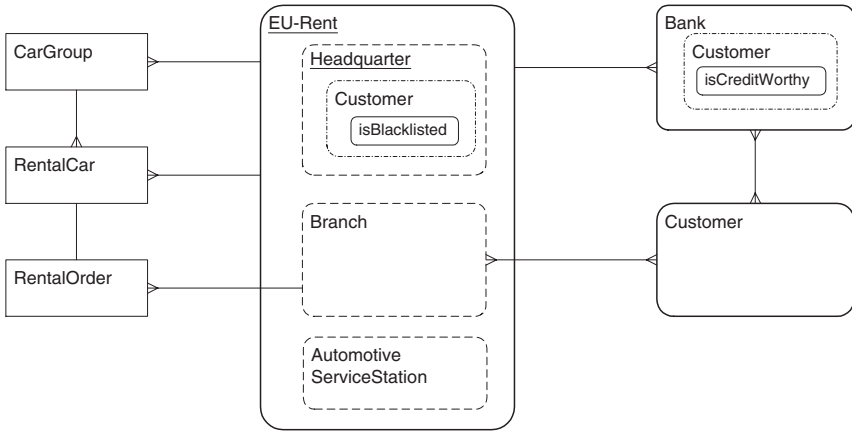 CarGroup
RentalCar
RentalOrder
EU-Rent
Headquarter
Customer
isBlacklisted
Branch
Automotive
ServiceStation
Bank
Customer
isCreditWorthy
Customer